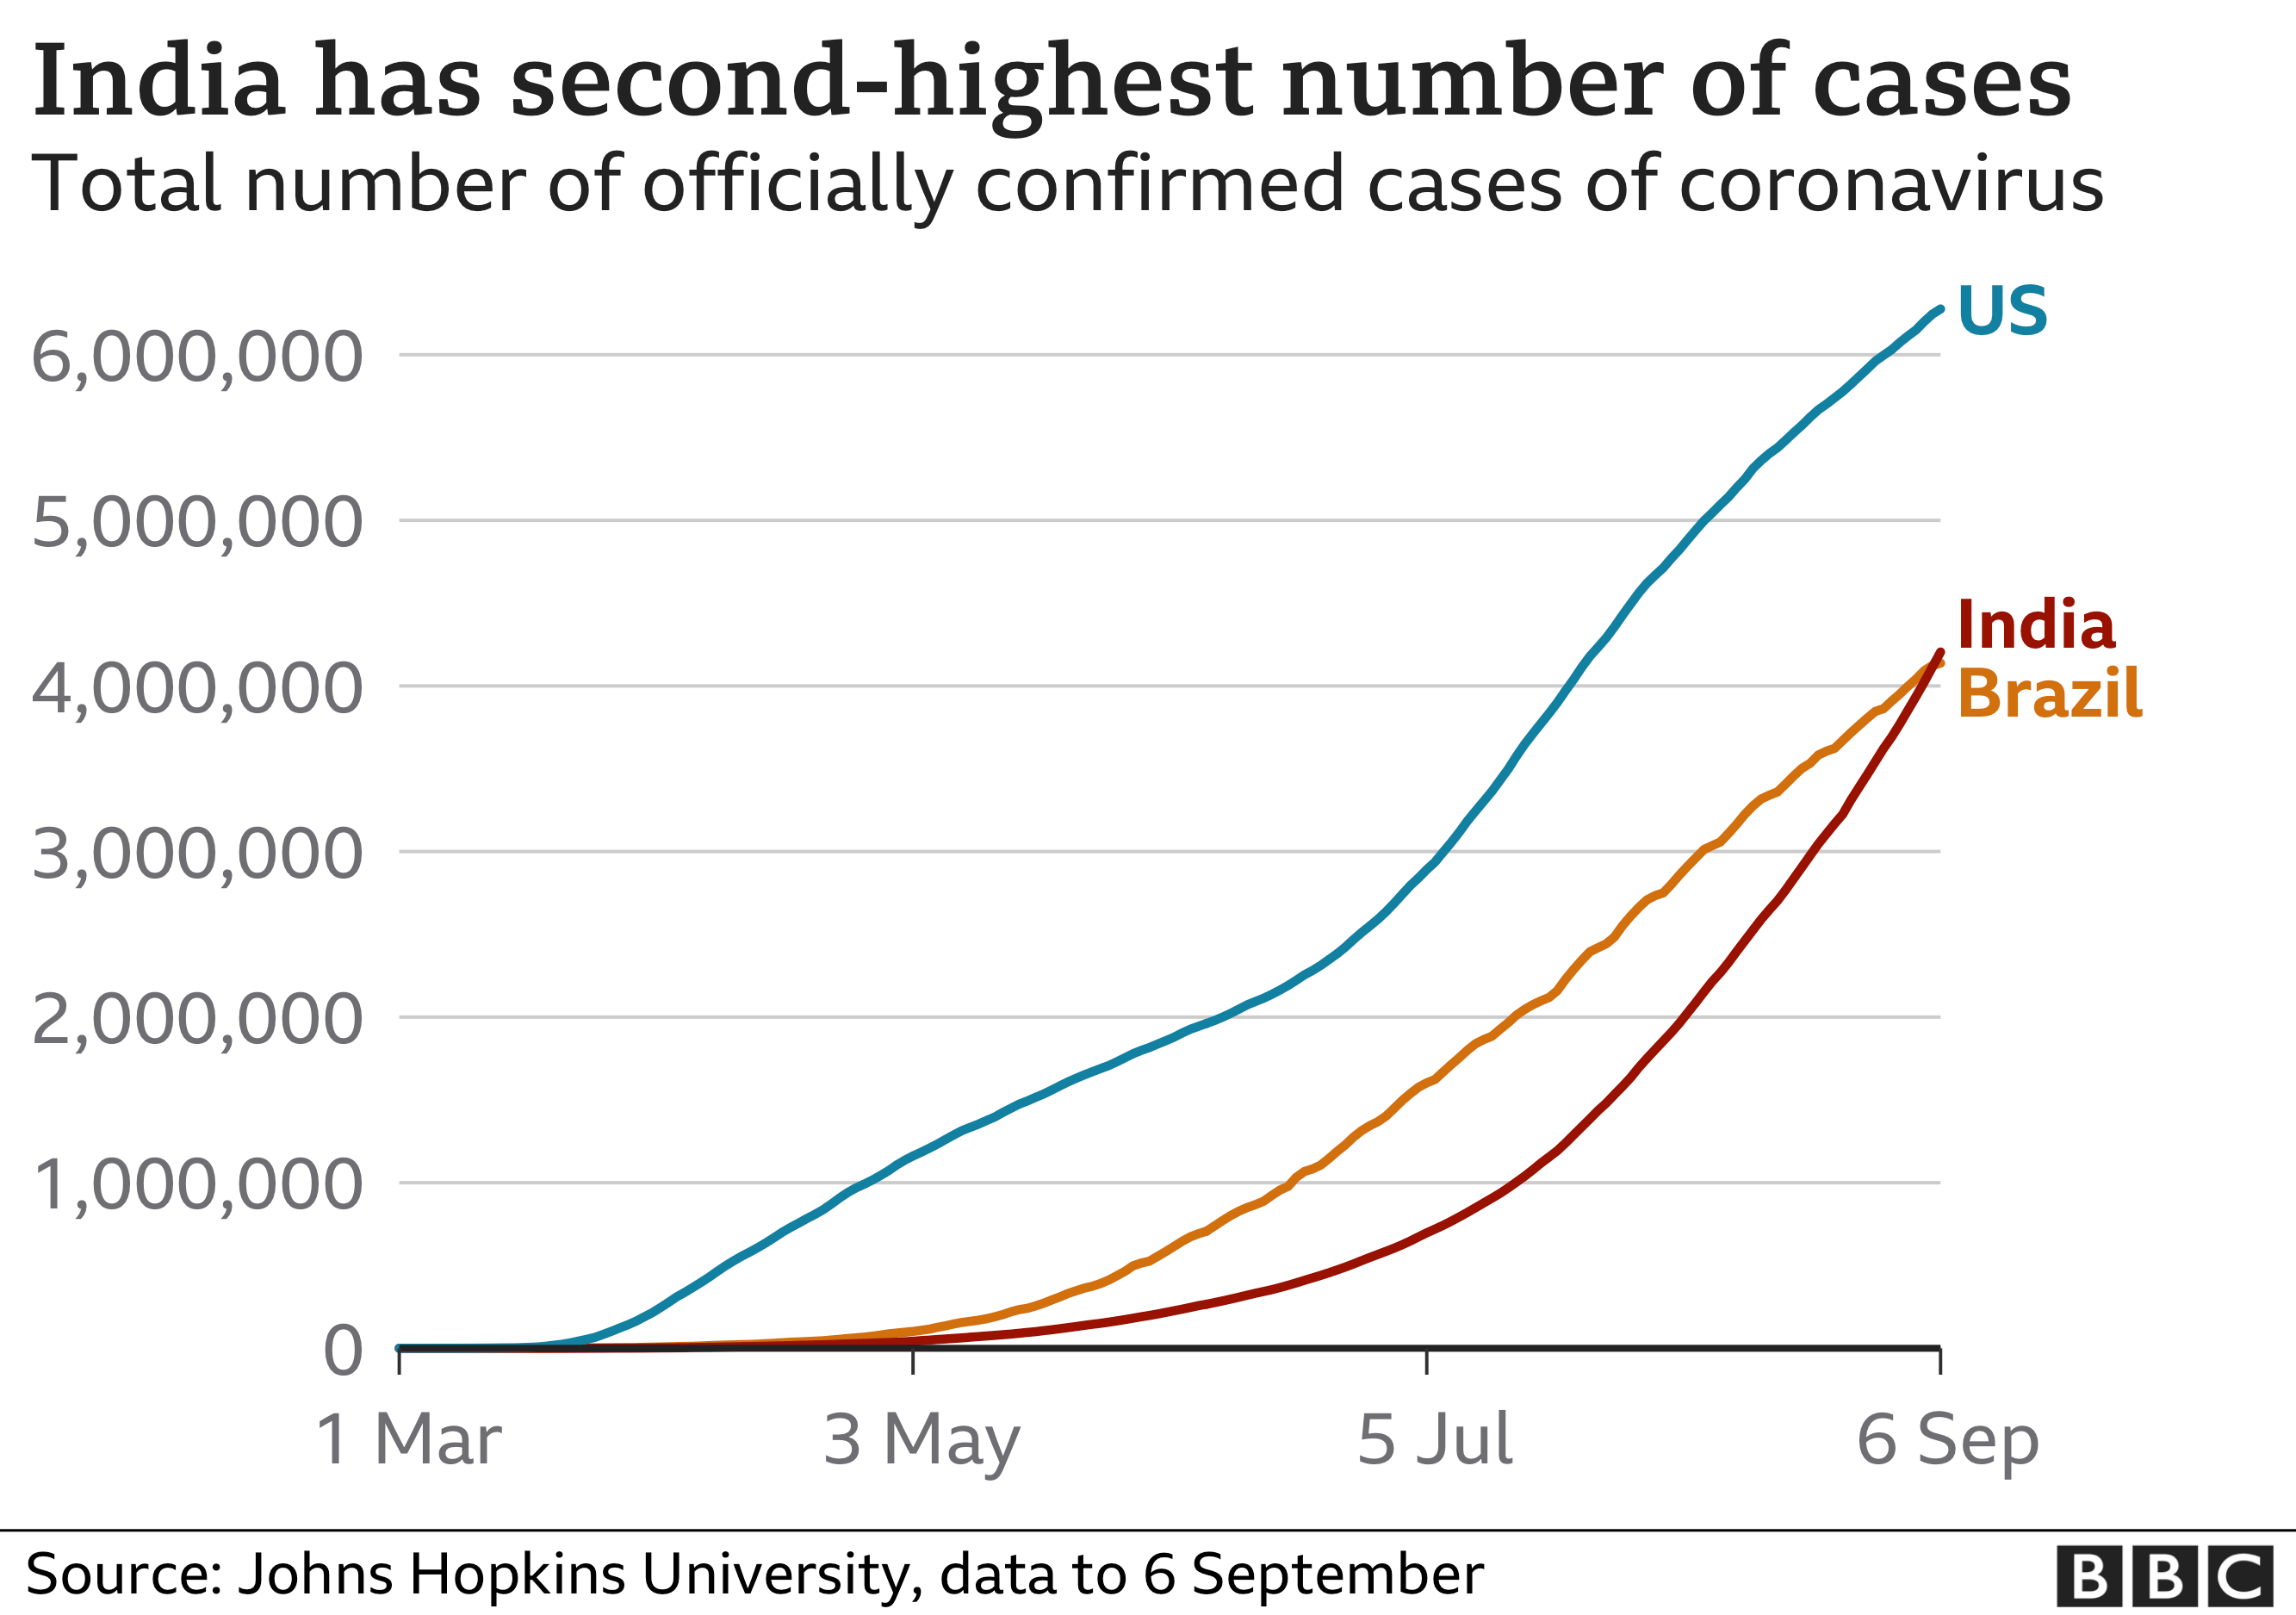 India has second-highest number of cases
Total number of officially confirmed cases of coronavirus
US
6,000,000
5,000,000
India
4,000,000
Brazil
3,000,000
2,000,000
1,000,000
0
1 Mar
3 May
5 Jul
6 Sep
Source: Johns Hopkins University, data to 6 September
BBC